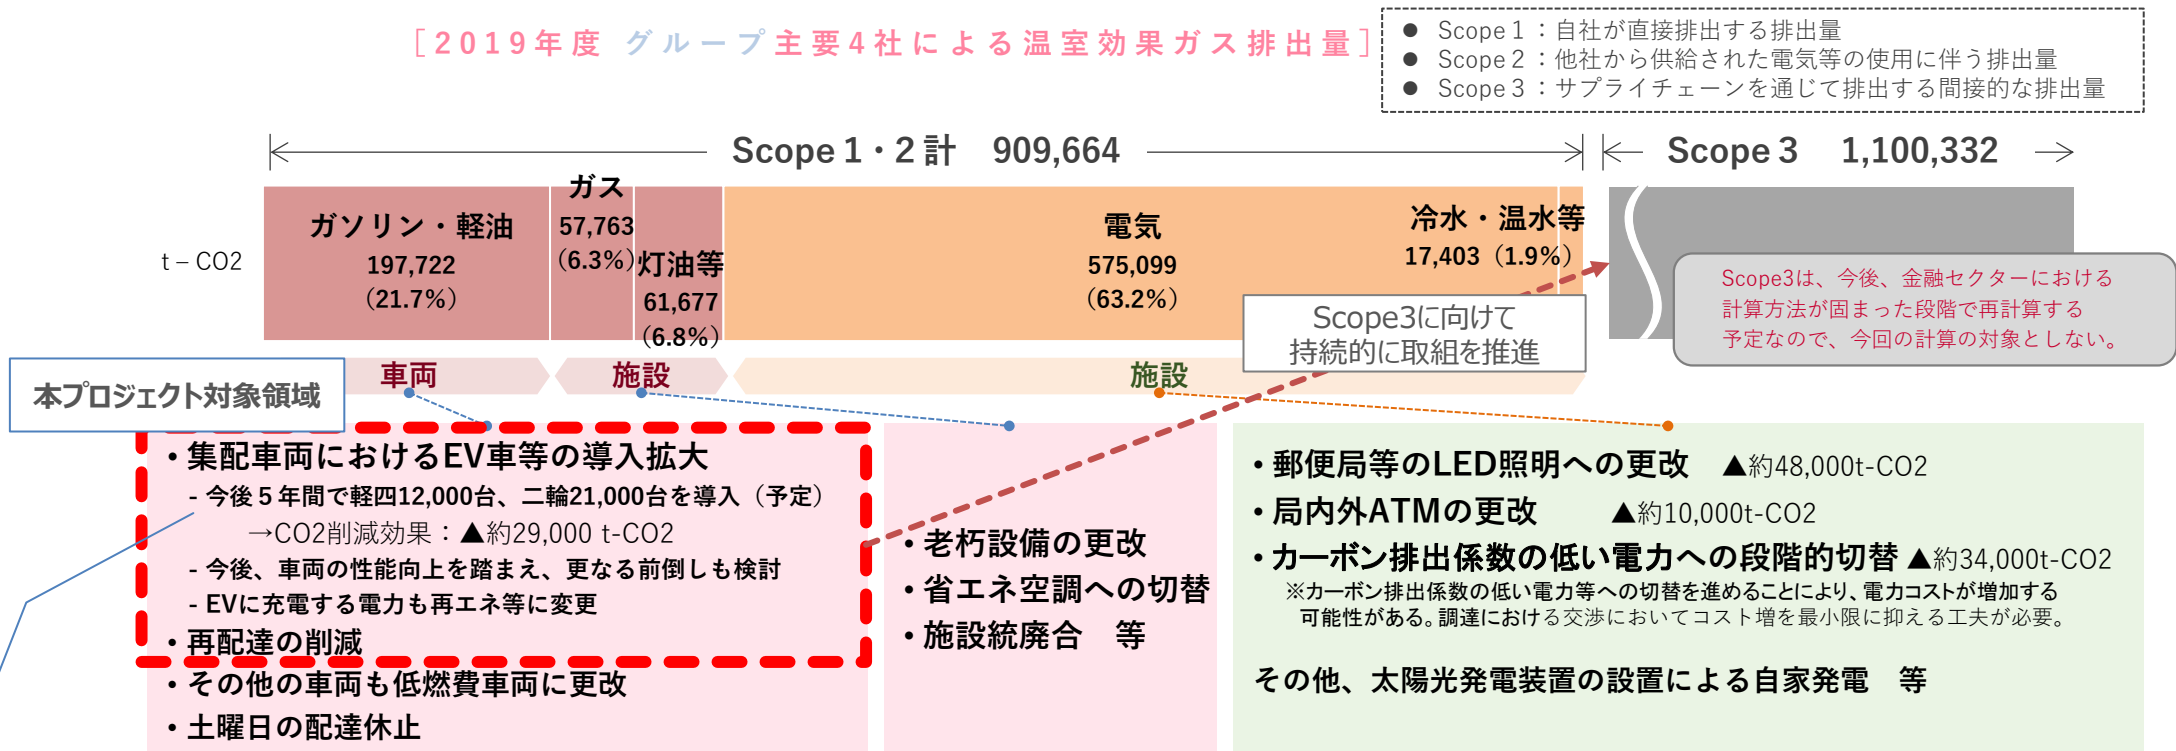 [2019年度 グループ主要4社による温室効果ガス排出量]
● Scope１：自社が直接排出する排出量
● Scope２：他社から供給された電気等の使用に伴う排出量
● Scope３：サプライチェーンを通じて排出する間接的な排出量
Scope１・２計 909,664
Scope３ 1,100,332
t－CO2
ガソリン・軽油
197,722
（21.7%）
ガス
57,763
（6.3%）
灯油等
61,677
（6.8%）
電気
575,099
（63.2%）
冷水・温水等
17,403（1.9%）
Scope3は、今後、金融セクターにおける
計算方法が固まった段階で再計算する
予定なので、今回の計算の対象としない。
Scope3に向けて
持続的に取組を推進
車両
施設
施設
本プロジェクト対象領域
・集配車両におけるEV車等の導入拡大
- 今後５年間で軽四12,000台、二輪21,000台を導入（予定）
→CO2削減効果：▲約29,000 t-CO2
- 今後、車両の性能向上を踏まえ、更なる前倒しも検討
- EVに充電する電力も再エネ等に変更
・再配達の削減
・その他の車両も低燃費車両に更改
・土曜日の配達休止
・老朽設備の更改
・省エネ空調への切替
・施設統廃合 等
・郵便局等のLED照明への更改 ▲約48,000t-CO2
・局内外ATMの更改 ▲約10,000t-CO2
・カーボン排出係数の低い電力への段階的切替 ▲約34,000t-CO2
※カーボン排出係数の低い電力等への切替を進めることにより、電力コストが増加する
可能性がある。調達における交渉においてコスト増を最小限に抑える工夫が必要。
その他、太陽光発電装置の設置による自家発電 等